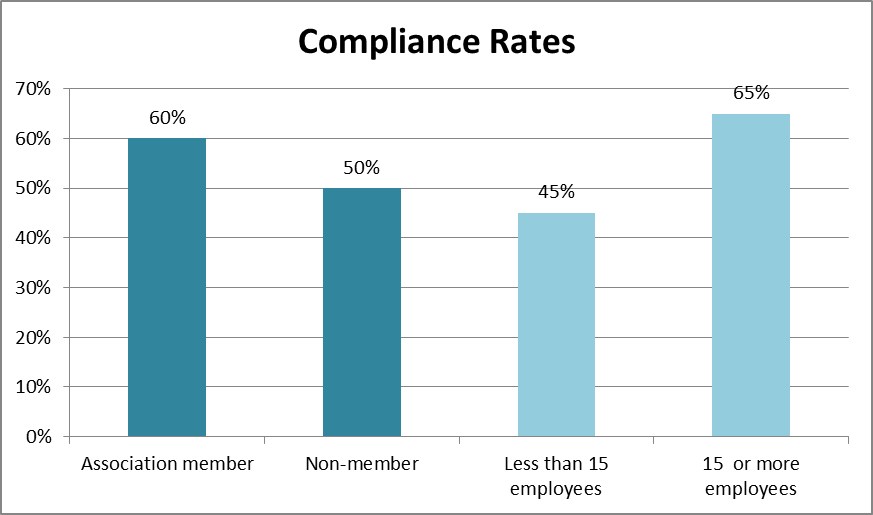 Compliance Rates
70%
60%
50%
40%
30%
20%
10%
0%
60%
50%
45%
65%
Association member
Non-member
Less than 15
employees
15  or more
employees